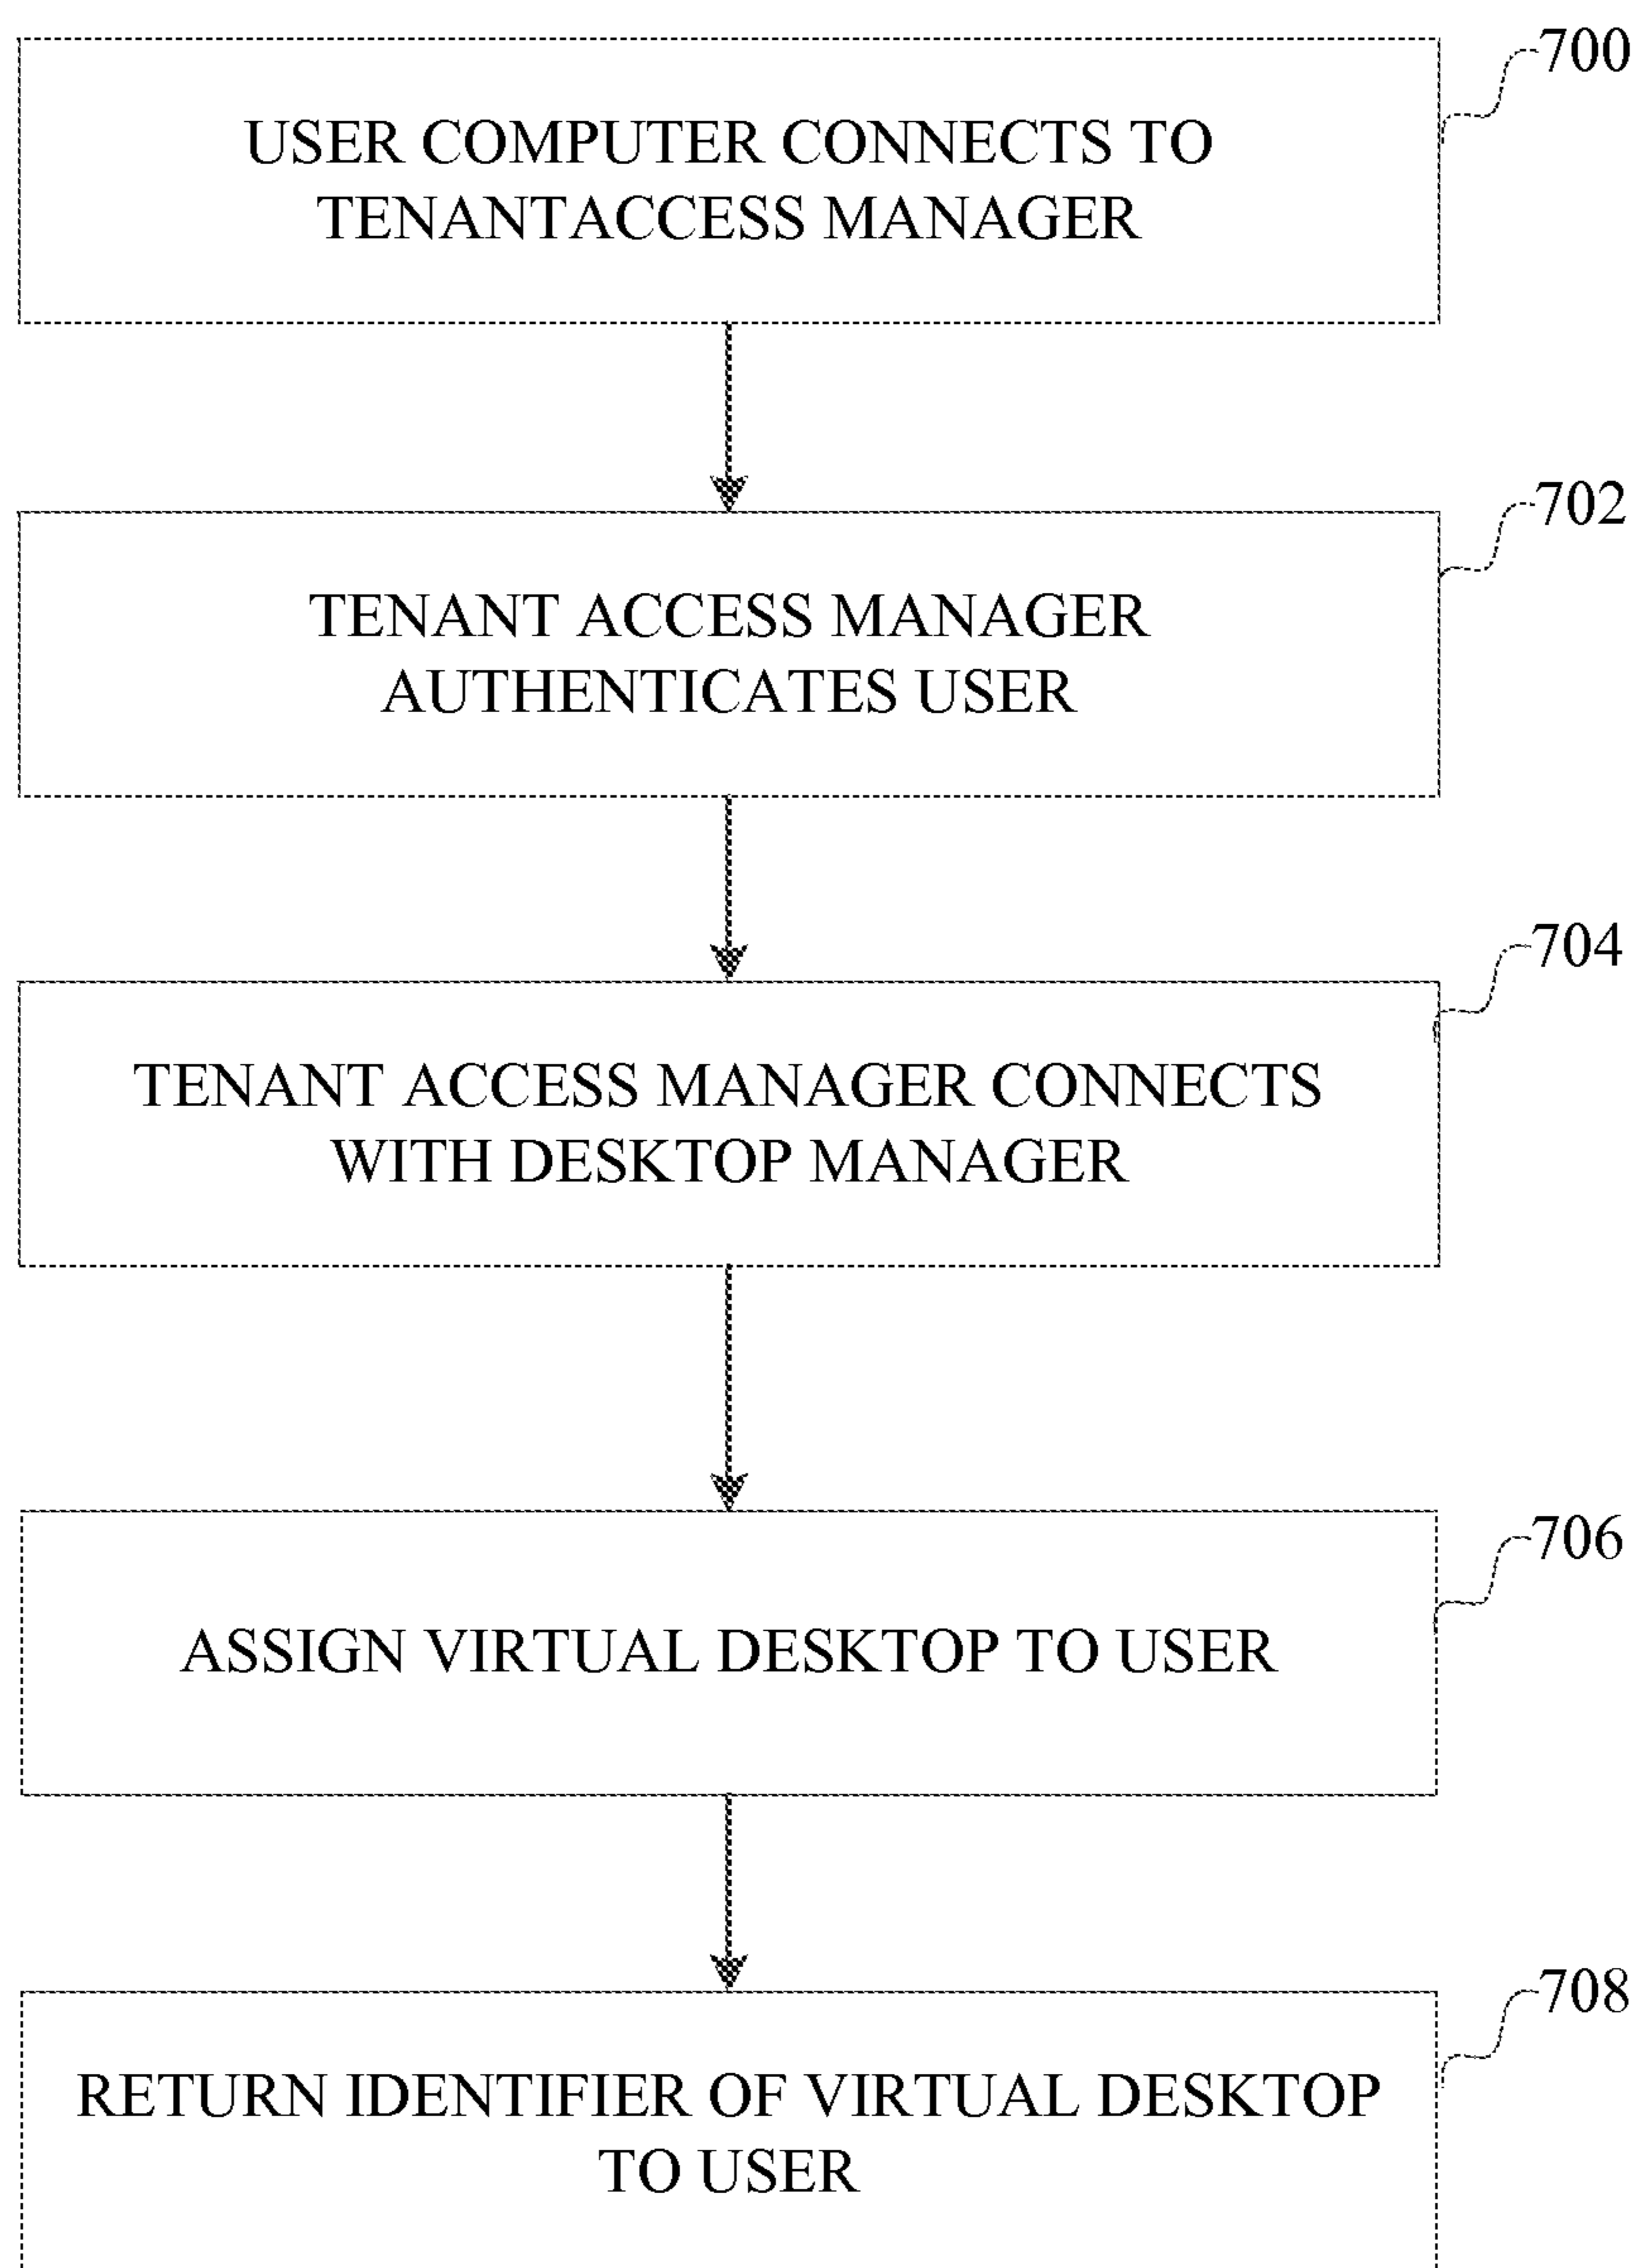 700
USER COMPUTER CONNECTS TO
TENANTACCESS MANAGER
702
TENANT ACCESS MANAGER
AUTHENTICATES USER
704
TENANT ACCESS MANAGER CONNECTS
WITH DESKTOP MANAGER
706
ASSIGN VIRTUAL DESKTOP TO USER
708
RETURN IDENTIFIER OF VIRTUAL DESKTOP
TO USER